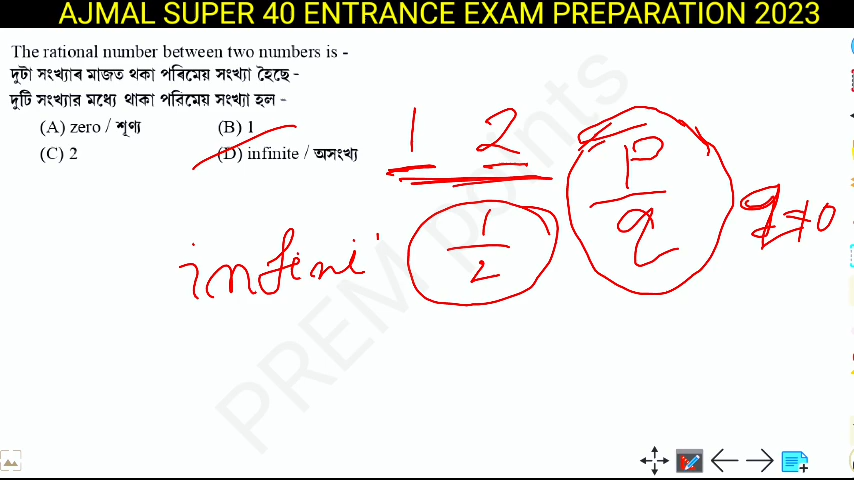 AJMAL SUPER 40 ENTRANCE EXAM PREPARATION 2023
The rational number between two numbers is -
দুটা সংখ্যাৰ মাজত থকা পৰিমেয় সংখ্যা হৈছে -
দুটি সংখ্যার মধ্যে থাকা পরিমেয় সংখ্যা হল -
(A) zero / শূণ্য (B) 1
(C) 2 (D) infinite / অসংখ্য
1 2
p
q
q≠0
1
2
infini
PREM points